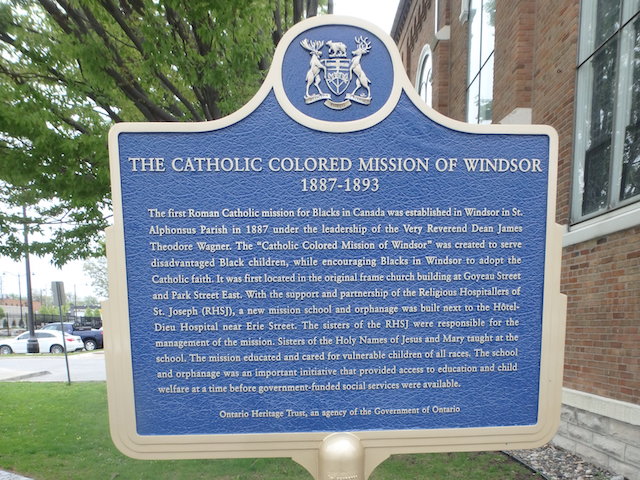 THE CATHOLIC COLORED MISSION OF WINDSOR
1887-1893
The first Roman Catholic mission for Blacks in Canada was established in Windsor in St.
Alphonsus Parish in 1887 under the leadership of the Very Reverend Dean James
Theodore Wagner. The “Catholic Colored Mission of Windsor” was created to serve
disadvantaged Black children, while encouraging Blacks in Windsor to adopt the
Catholic faith. It was first located in the original frame church building at Goyeau Street
and Park Street East. With the support and partnership of the Religious Hospitallers of
St. Joseph (RHSJ), a new mission school and orphanage was built next to the Hôtel-
Dieu Hospital near Erie Street. The sisters of the RHSJ were responsible for the
management of the mission. Sisters of the Holy Names of Jesus and Mary taught at the
school. The mission educated and cared for vulnerable children of all races. The school
and orphanage was an important initiative that provided access to education and child
welfare at a time before government-funded social services were available.
Ontario Heritage Trust, an agency of the Government of Ontario